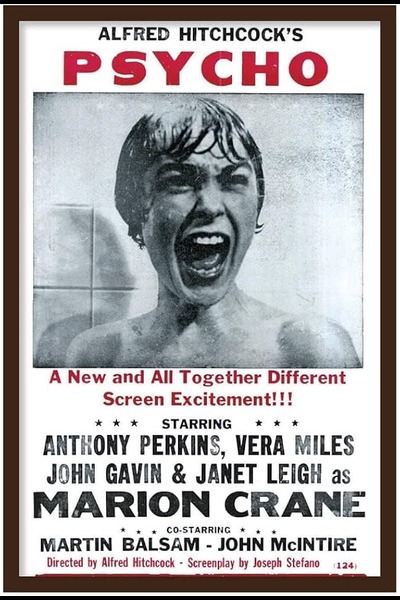 ALFRED HITCHCOCK'S
PSYCHO
A New and All Together Different
Screen Excitement!!!
* * * STARRING * * *
ANTHONY PERKINS, VERA MILES
JOHN GAVIN & JANET LEIGH as
MARION CRANE
* * * CO-STARRING * * *
MARTIN BALSAM - JOHN McINTIRE
Directed by Alfred Hitchcock - Screenplay by Joseph Stefano (124)